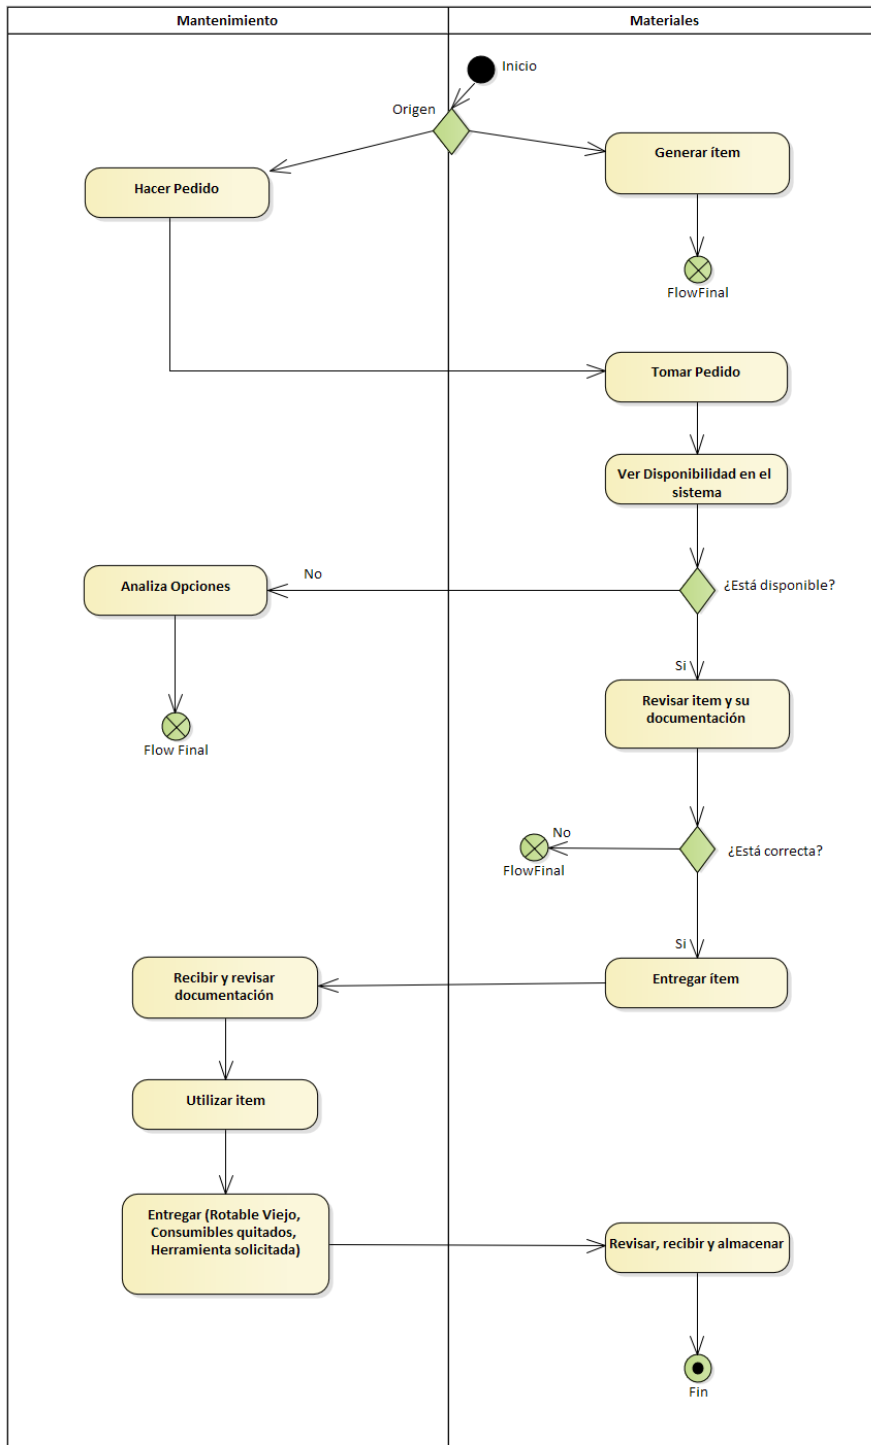 Mantenimiento
Materiales
Inicio
Origen
Generar ítem
Hacer Pedido
FlowFinal
Tomar Pedido
Ver Disponibilidad en el
sistema
No
Analiza Opciones
¿Está disponible?
Si
Revisar item y su
documentación
Flow Final
No
¿Está correcta?
FlowFinal
Si
Recibir y revisar
documentación
Entregar ítem
Utilizar item
Entregar (Rotable Viejo,
Consumibles quitados,
Herramienta solicitada)
Revisar, recibir y almacenar
Fin